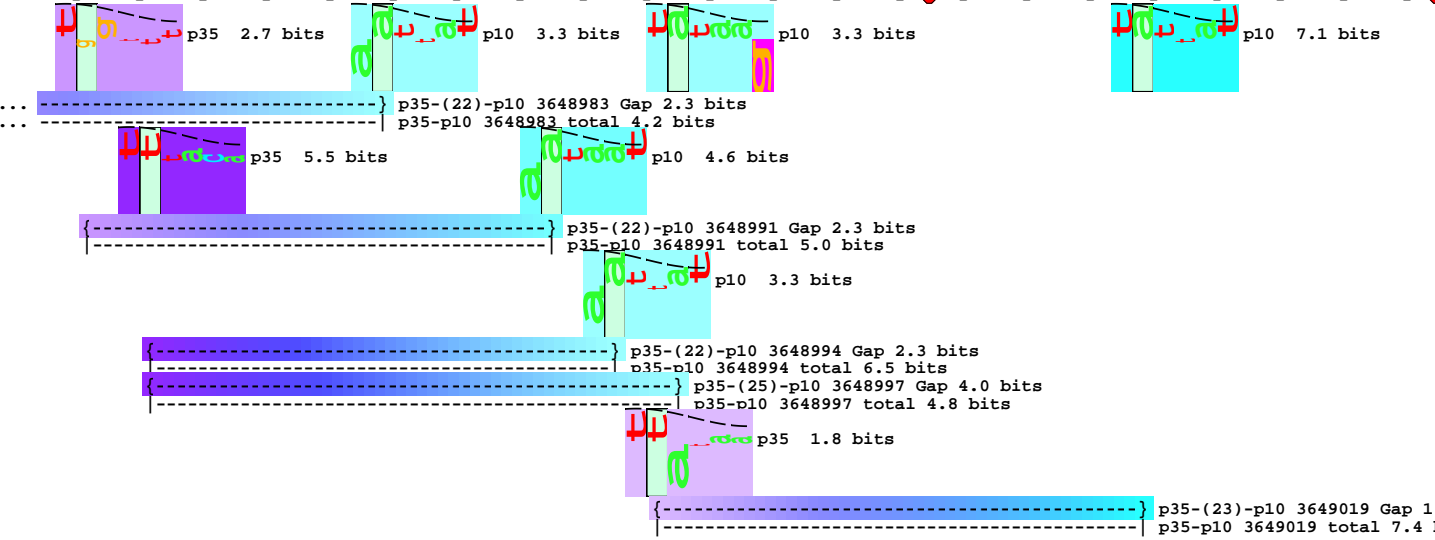 p35 2.7 bits
p10 3.3 bits
p10 3.3 bits
p10 7.1 bits
... {---} p35-(22)-p10 3648983 Gap 2.3 bits
... p35-p10 3648983 total 4.2 bits
p35 5.5 bits
p10 4.6 bits
p35-(22)-p10 3648991 Gap 2.3 bits
p35-p10 3648991 total 5.0 bits
p10 3.3 bits
p35-(22)-p10 3648994 Gap 2.3 bits
p35-p10 3648994 total 6.5 bits
p35-(25)-p10 3648997 Gap 4.0 bits
p35-p10 3648997 total 4.8 bits
p35 1.8 bits
p35-(23)-p10 3649019 Gap 1
p35-p10 3649019 total 7.4